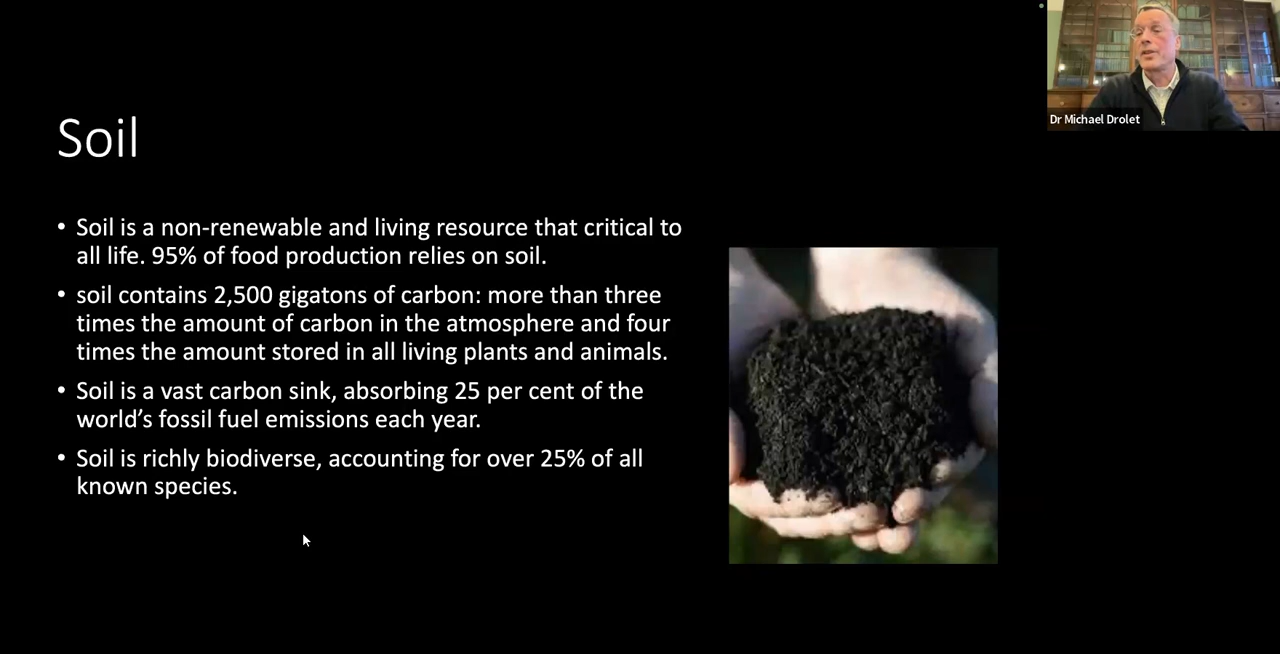 Dr Michael Drolet
Soil
• Soil is a non-renewable and living resource that critical to
all life. 95% of food production relies on soil.
• soil contains 2,500 gigatons of carbon: more than three
times the amount of carbon in the atmosphere and four
times the amount stored in all living plants and animals.
• Soil is a vast carbon sink, absorbing 25 per cent of the
world’s fossil fuel emissions each year.
• Soil is richly biodiverse, accounting for over 25% of all
known species.